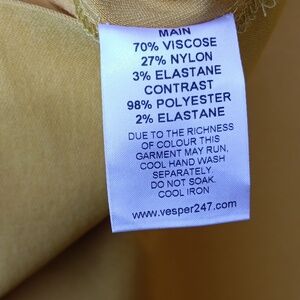 MAIN
70% VISCOSE
27% NYLON
3% ELASTANE
CONTRAST
98% POLYESTER
2% ELASTANE
DUE TO THE RICHNESS
OF COLOUR THIS
GARMENT MAY RUN,
COOL HAND WASH
SEPARATELY.
DO NOT SOAK.
COOL IRON
www.vesper247.com